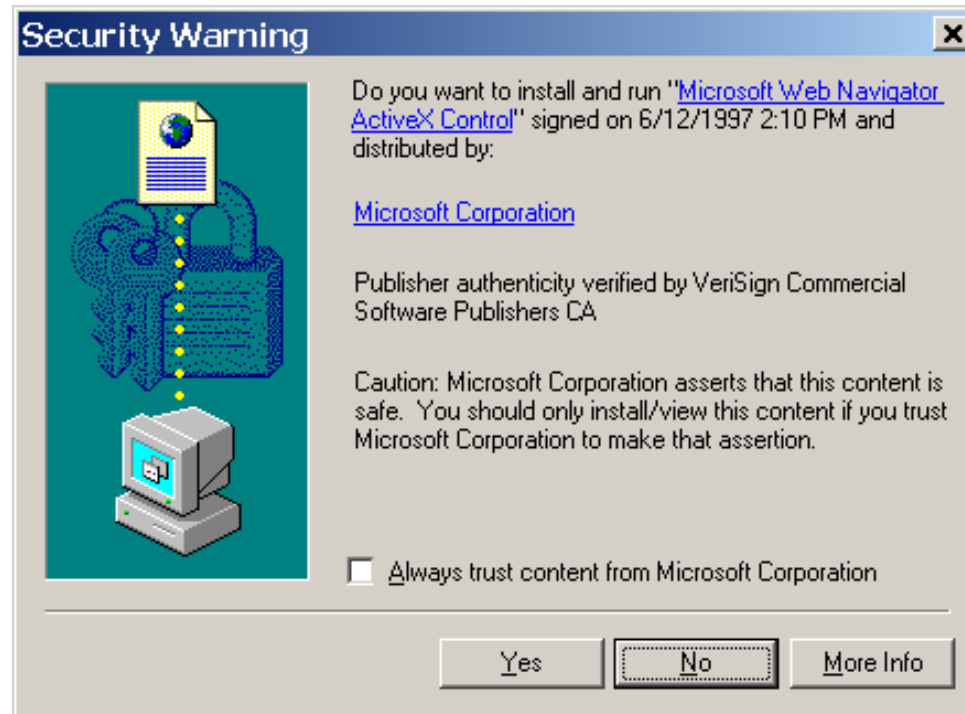 Security Warning
Do you want to install and run "Microsoft Web Navigator
ActiveX Control" signed on 6/12/1997 2:10 PM and
distributed by:
Microsoft Corporation
Publisher authenticity verified by VeriSign Commercial
Software Publishers CA
Caution: Microsoft Corporation asserts that this content is
safe.  You should only install/view this content if you trust
Microsoft Corporation to make that assertion.
Always trust content from Microsoft Corporation
Yes No More Info